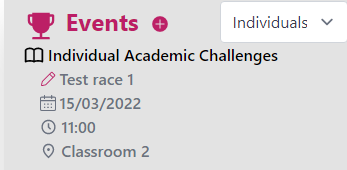 Events
Individuals
Individual Academic Challenges
Test race 1
15/03/2022
11:00
Classroom 2